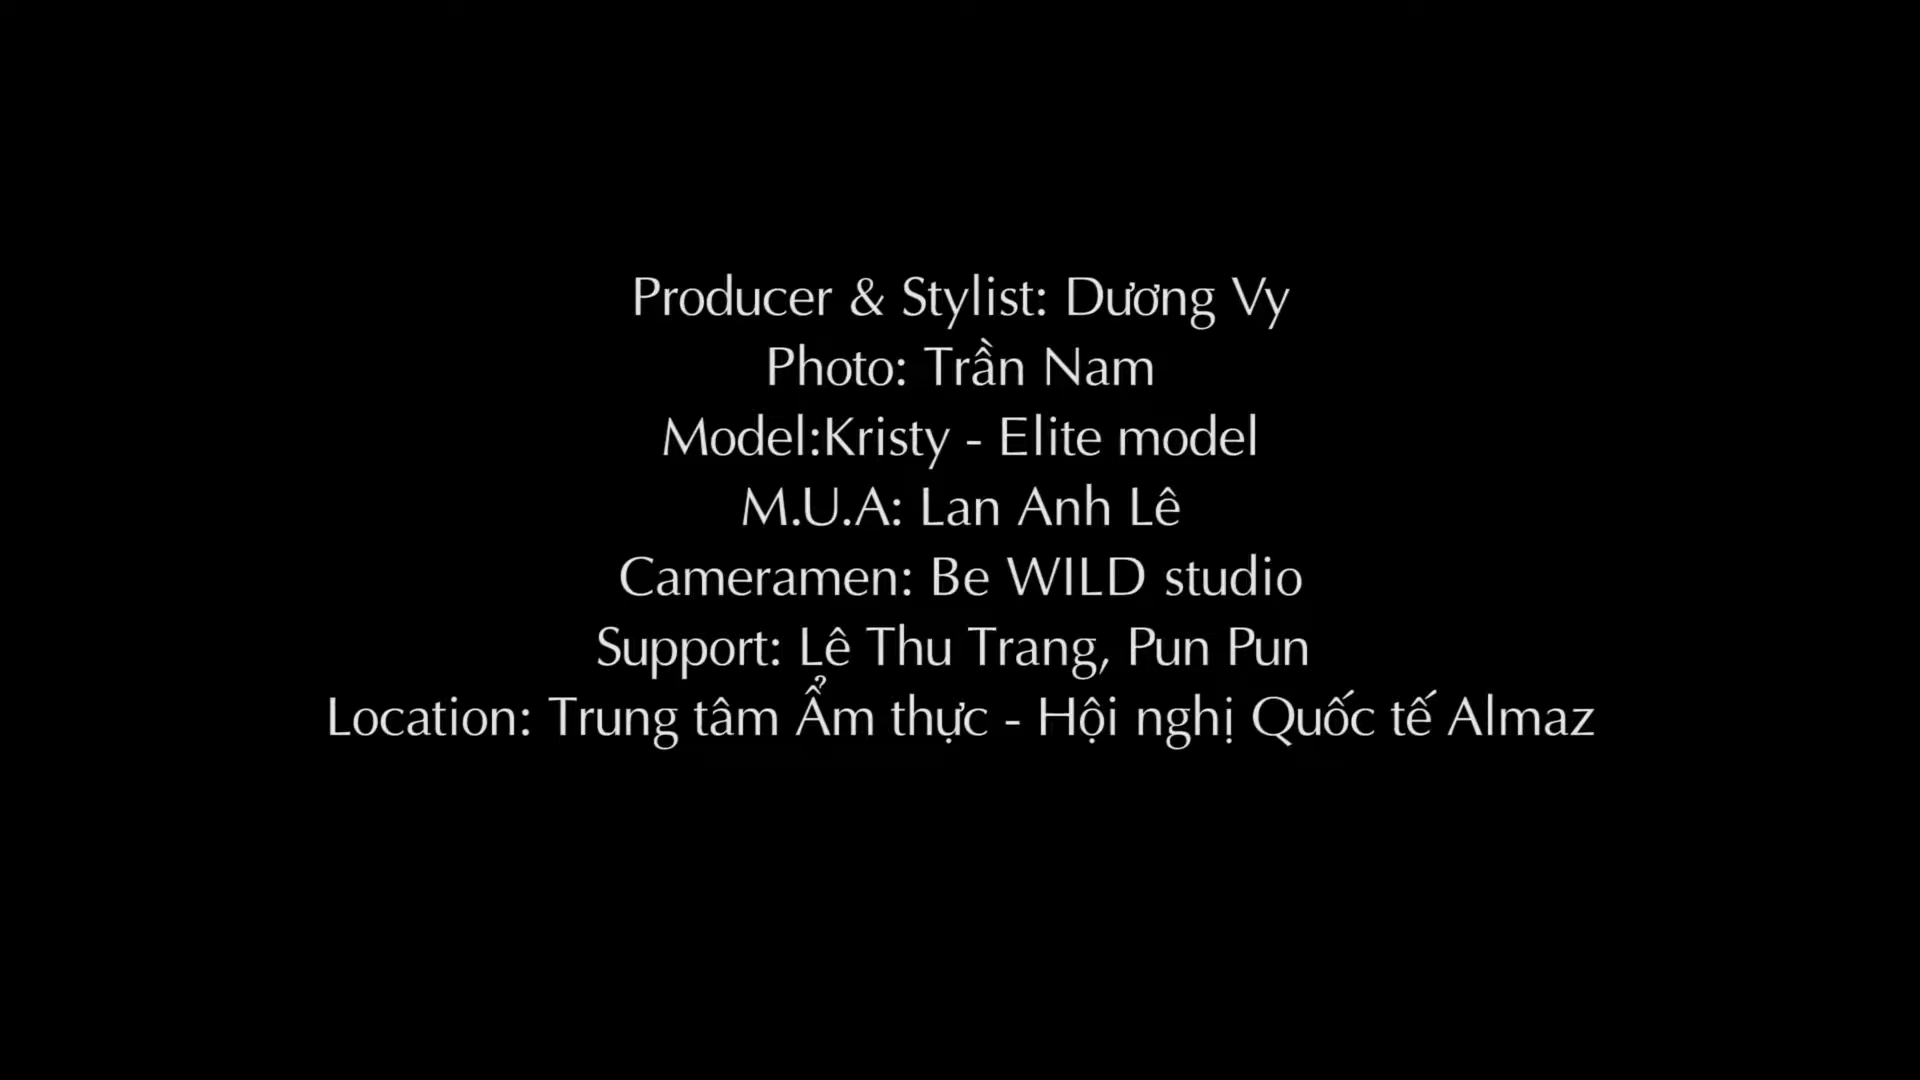 Producer & Stylist: Dương Vy
Photo: Trần Nam
Model:Kristy - Elite model
M.U.A: Lan Anh Lê
Cameramen: Be WILD studio
Support: Lê Thu Trang, Pun Pun
Location: Trung tâm Ẩm thực - Hội nghị Quốc tế Almaz